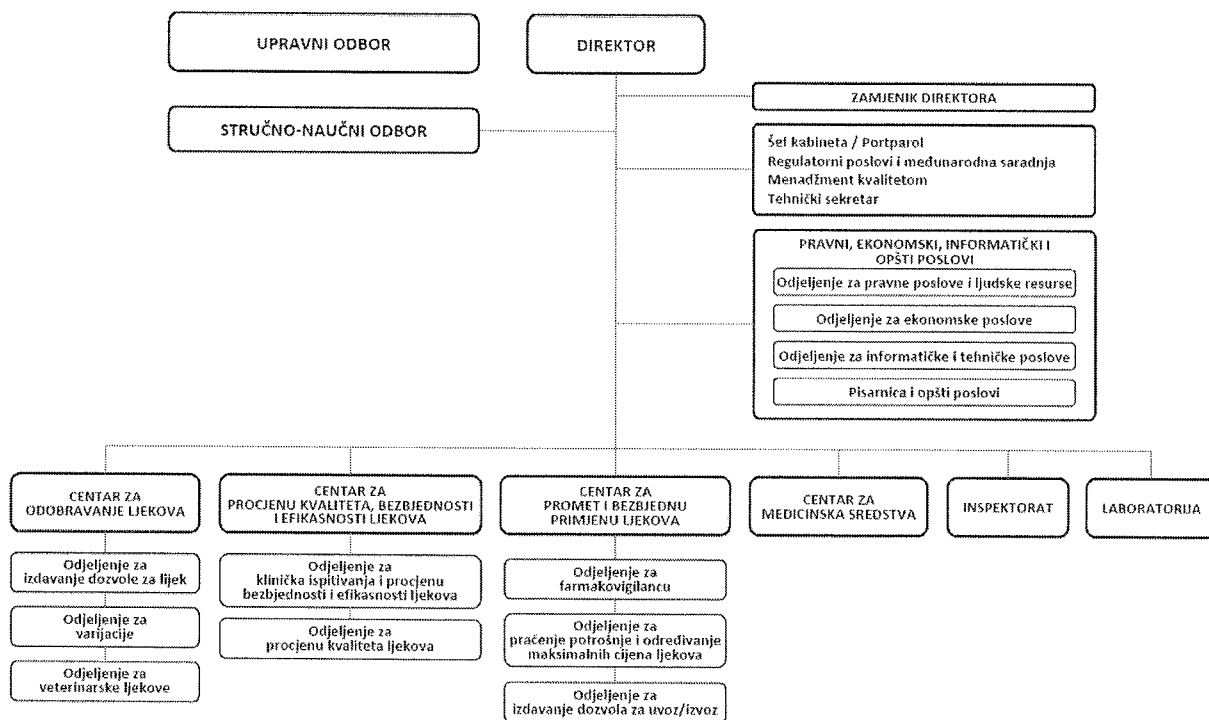 UPRAVNI ODBOR
DIREKTOR
ZAMJENIK DIREKTORA
STRUČNO-NAUČNI ODBOR
Šef kabineta / Portparol
Regulatorni poslovi i međunarodna saradnja
Menadžment kvalitetom
Tehnički sekretar
PRAVNI, EKONOMSKI, INFORMATIČKI I
OPŠTI POSLOVI
Odjeljenje za pravne poslove i ljudske resurse
Odjeljenje za ekonomske poslove
Odjeljenje za informatičke i tehničke poslove
Pisarnica i opšti poslovi
CENTAR ZA
ODOBRAVANJE LJEKOVA
Odjeljenje za
izdavanje dozvole za lijek
Odjeljenje za
varijacije
Odjeljenje za
veterinarske ljekove
CENTAR ZA
PROCJENU KVALITETA, BEZBJEDNOSTI
I EFIKASNOSTI LJEKOVA
Odjeljenje za
klinička ispitivanja i procjenu
bezbjednosti i efikasnosti ljekova
Odjeljenje za
procjenu kvaliteta ljekova
CENTAR ZA
PROMET I BEZBJEDNU
PRIMJENU LJEKOVA
Odjeljenje za
farmakovigilancu
Odjeljenje za
praćenje potrošnje i određivanje
maksimalnih cijena ljekova
Odjeljenje za
izdavanje dozvola za uvoz/izvoz
CENTAR ZA
MEDICINSKA SREDSTVA
INSPEKTORAT
LABORATORIJA